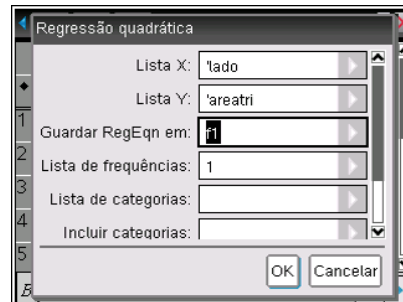 Regressão quadrática
Lista X: 'lado
Lista Y: 'areatri
Guardar RegEqn em: f1
Lista de frequências: 1
Lista de categorias:
Incluir categorias:
OK Cancelar
1
2
3
4
5
B